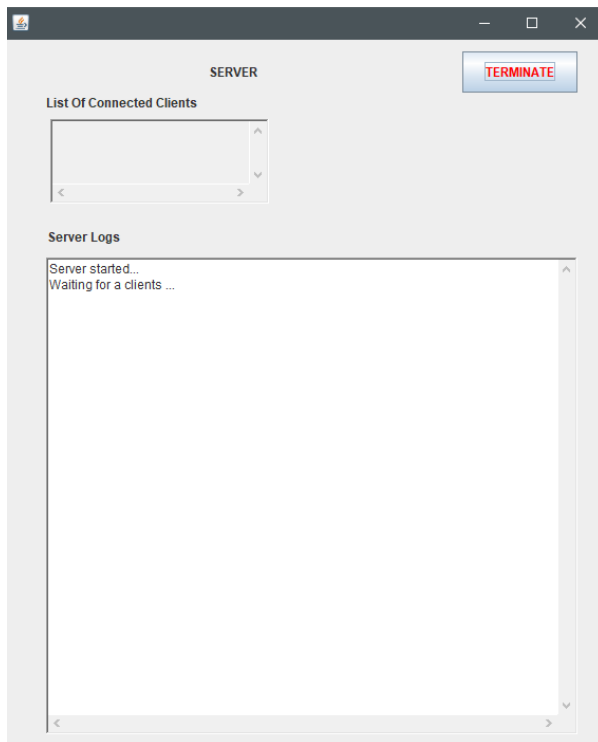 SERVER
TERMINATE
List Of Connected Clients
Server Logs
Server started...
Waiting for a clients ...